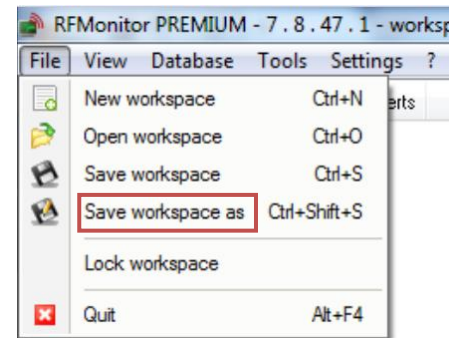 RFMonitor PREMIUM - 7 . 8 . 47 . 1 - worksp
File View Database Tools Settings ?
New workspace Ctrl+N erts
Open workspace Ctrl+O
Save workspace Ctrl+S
Save workspace as Ctrl+Shift+S
Lock workspace
Quit Alt+F4